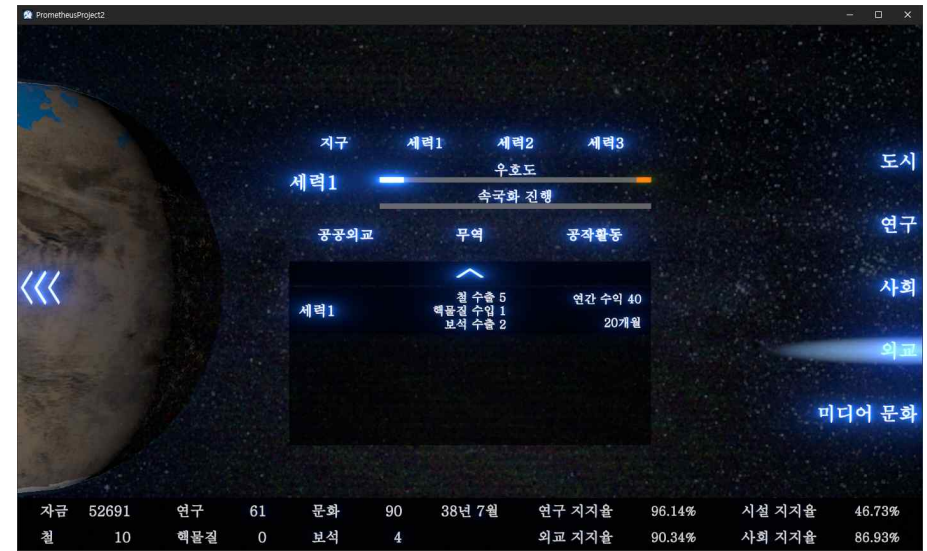 PrometheusProject2
지구 세력1 세력2 세력3
우호도
세력1
속국화 진행
공공외교 무역 공작활동
세력1
철 수출 5
핵물질 수입 1
보석 수출 2
연간 수익 40
20개월
도시
연구
사회
외교
미디어 문화
자금 52691 연구 61 문화 90 38년 7월 연구 지지율 96.14% 시설 지지율 46.73%
철 10 핵물질 0 보석 4 외교 지지율 90.34% 사회 지지율 86.93%